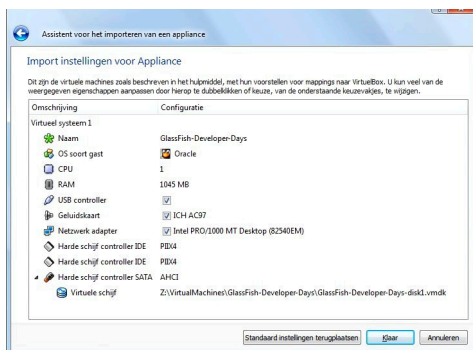 Assistent voor het importeren van een appliance
Import instellingen voor Appliance
Dit zijn de virtuele machines zoals beschreven in het hulpmiddel, met hun voorstellen voor mappings naar VirtuelBox. U kun veel van de
weergegeven eigenschappen aanpassen door hierop te dubbelklikken of keuze, van de onderstaande keuzevakjes, te wijzigen.
Omschrijving Configuratie
Virtueel systeem 1
Naam GlassFish-Developer-Days
OS soort gast Oracle
CPU 1
RAM 1045 MB
USB controller
Geluidskaart ICH AC97
Netzwerk adapter Intel PRO/1000 MT Desktop (82540EM)
Harde schijf controller IDE PIIX4
Harde schijf controller IDE PIIX4
Harde schijf controller SATA AHCI
Virtuele schijf Z:\VirtualMachines\GlassFish-Developer-Days\GlassFish-Developer-Days-disk1.vmdk
Standaard instellingen terugplaatsen Klaar Annuleren